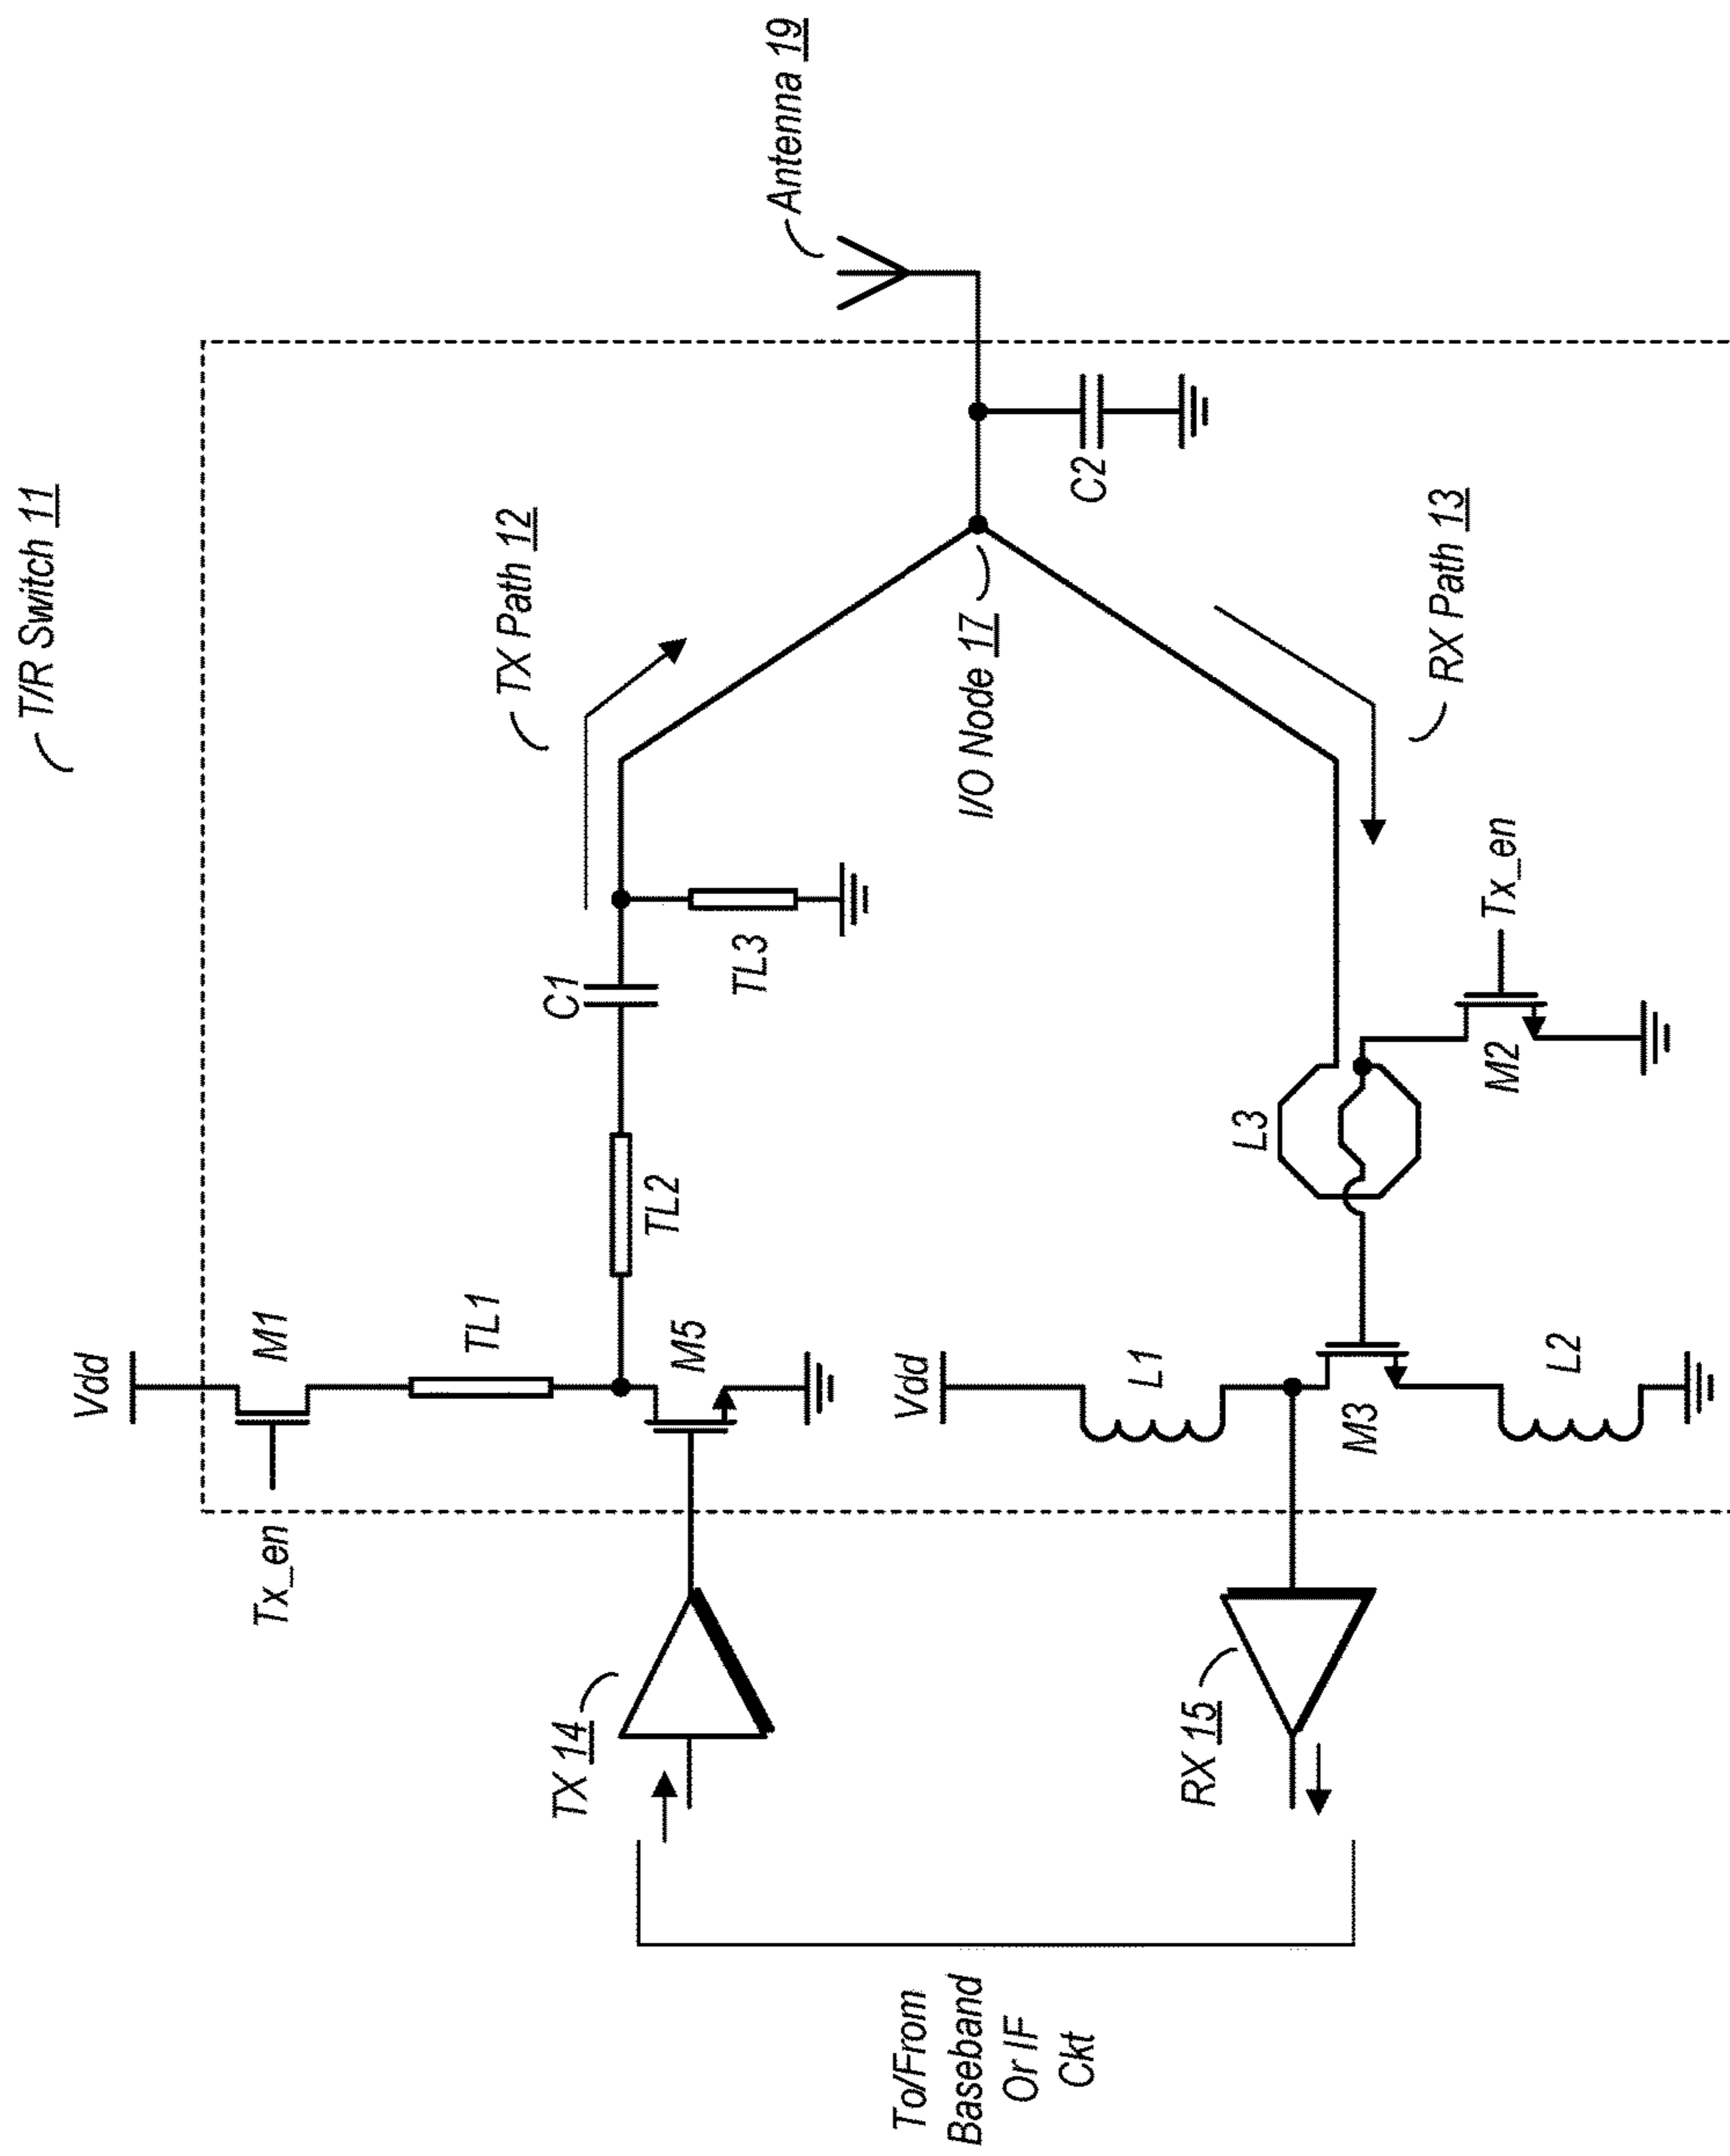 T/R Switch 11
Vdd
M1
Tx_en
TL1
TX Path 12
C1
TL2
TL3
M5
TX 14
Antenna 19
I/O Node 17
C2
To/From
Baseband
Or IF
Ckt
Vdd
L1
RX 15
M3
L2
L3
RX Path 13
Tx_en
M2